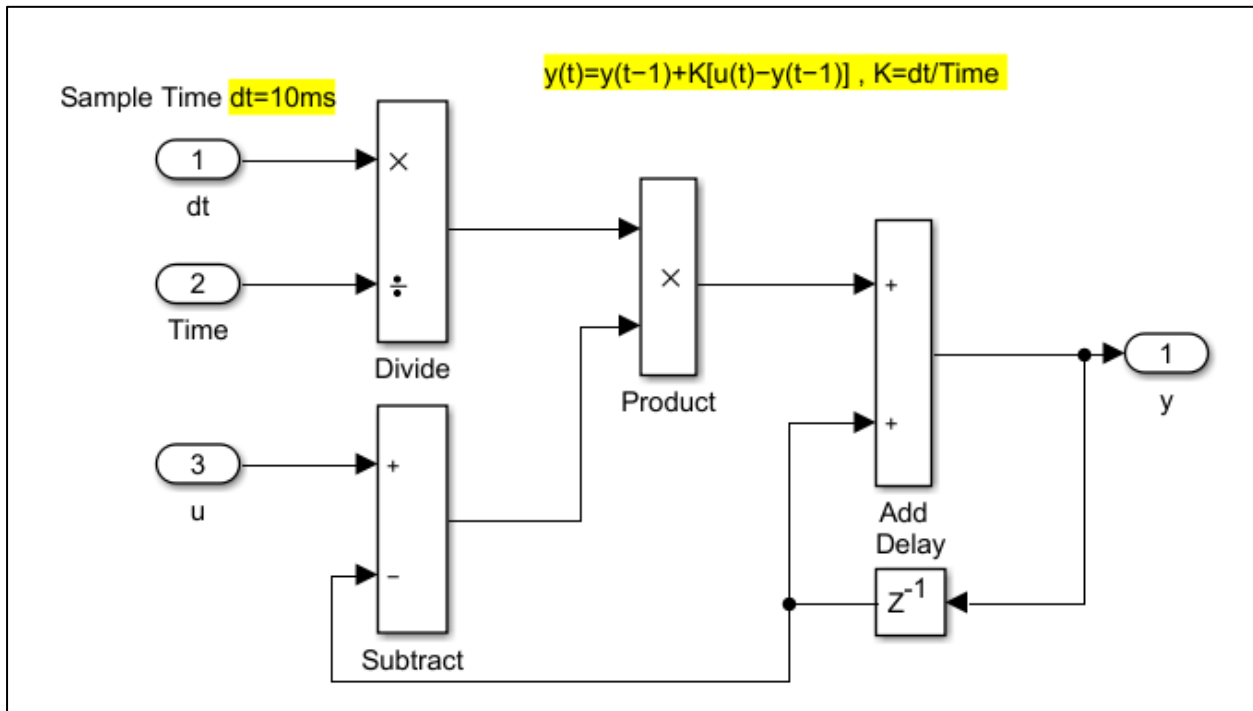 y(t)=y(t−1)+K[u(t)−y(t−1)] , K=dt/Time
Sample Time dt=10ms
1
dt
×
2
Time
÷
Divide
×
Product
3
u
+
−
Subtract
+
+
Add
Delay
Z-1
1
y